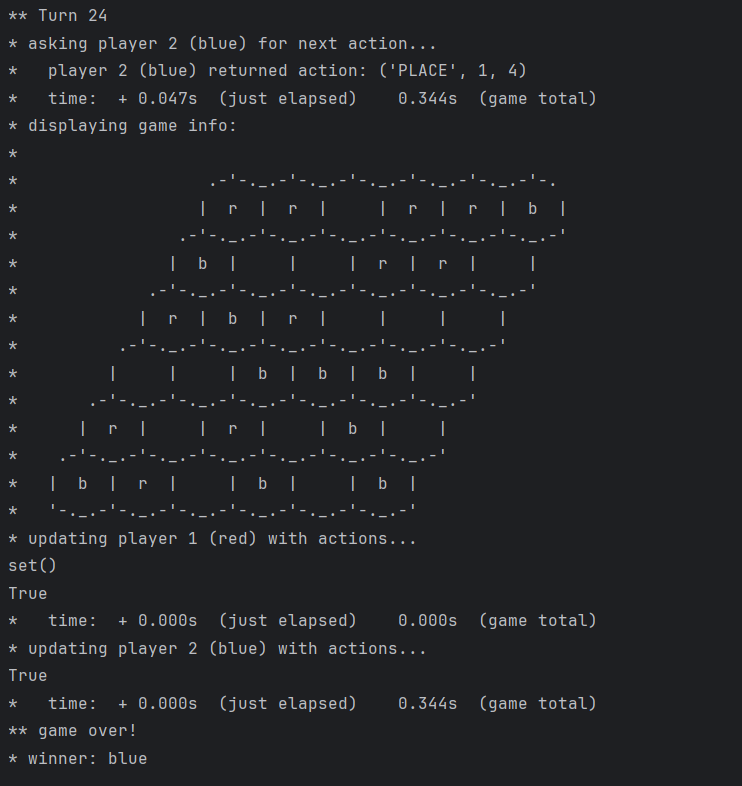 ** Turn 24
* asking player 2 (blue) for next action...
*   player 2 (blue) returned action: ('PLACE', 1, 4)
*   time:  + 0.047s  (just elapsed)    0.344s  (game total)
* displaying game info:
*
*                   .-'-._.-'-._.-'-._.-'-._.-'-._.-'-.
*                  |  r  |  r  |     |  r  |  r  |  b  |
*                .-'-._.-'-._.-'-._.-'-._.-'-._.-'-._.-'
*               |  b  |     |     |  r  |  r  |     |
*             .-'-._.-'-._.-'-._.-'-._.-'-._.-'-._.-'
*            |  r  |  b  |  r  |     |     |     |
*          .-'-._.-'-._.-'-._.-'-._.-'-._.-'-._.-'
*         |     |     |  b  |  b  |  b  |     |
*       .-'-._.-'-._.-'-._.-'-._.-'-._.-'-._.-'
*      |  r  |     |  r  |     |  b  |     |
*    .-'-._.-'-._.-'-._.-'-._.-'-._.-'-._.-'
*   |  b  |  r  |     |  b  |     |  b  |
*   '-._.-'-._.-'-._.-'-._.-'-._.-'-._.-'
* updating player 1 (red) with actions...
set()
True
*   time:  + 0.000s  (just elapsed)    0.000s  (game total)
* updating player 2 (blue) with actions...
True
*   time:  + 0.000s  (just elapsed)    0.344s  (game total)
** game over!
* winner: blue